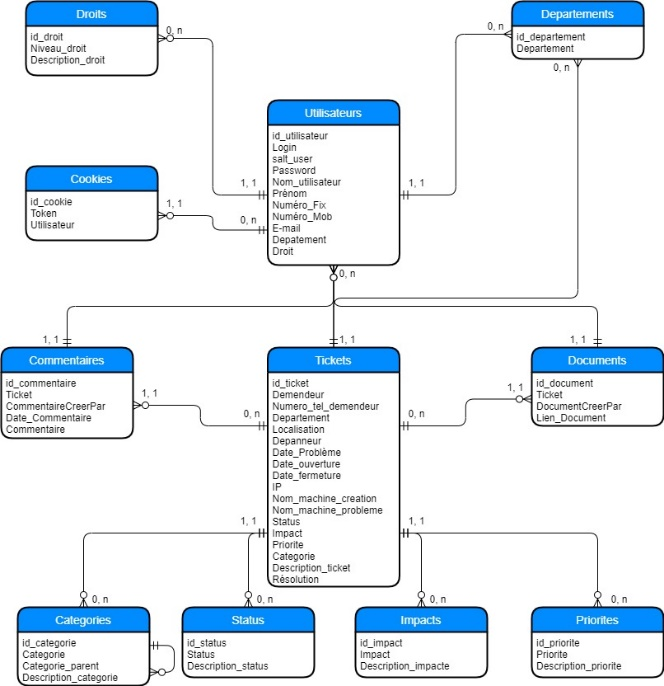 Droits
id_droit
Niveau_droit
Description_droit
0, n
Departements
id_departement
Departement
0, n
0, n
Utilisateurs
id_utilisateur
Login
salt_user
Password
Nom_utilisateur
Prénom
Numéro_Fix
Numéro_Mob
E-mail
Depatement
Droit
1, 1
1, 1
Cookies
id_cookie
Token
Utilisateur
1, 1
0, n
0, n
1, 1
1, 1
1, 1
Commentaires
id_commentaire
Ticket
CommentaireCreerPar
Date_Commentaire
Commentaire
1, 1
0, n
Tickets
id_ticket
Demendeur
Numero_tel_demendeur
Departement
Localisation
Depanneur
Date_Problème
Date_ouverture
Date_fermeture
IP
Nom_machine_creation
Nom_machine_probleme
Status
Impact
Priorite
Categorie
Description_ticket
Résolution
0, n
1, 1
Documents
id_document
Ticket
DocumentCreerPar
Lien_Document
1, 1
1, 1
0, n
0, n
0, n
0, n
Categories
id_categorie
Categorie
Categorie_parent
Description_categorie
Status
id_status
Status
Description_status
Impacts
id_impact
Impact
Description_impacte
Priorites
id_priorite
Priorite
Description_priorite